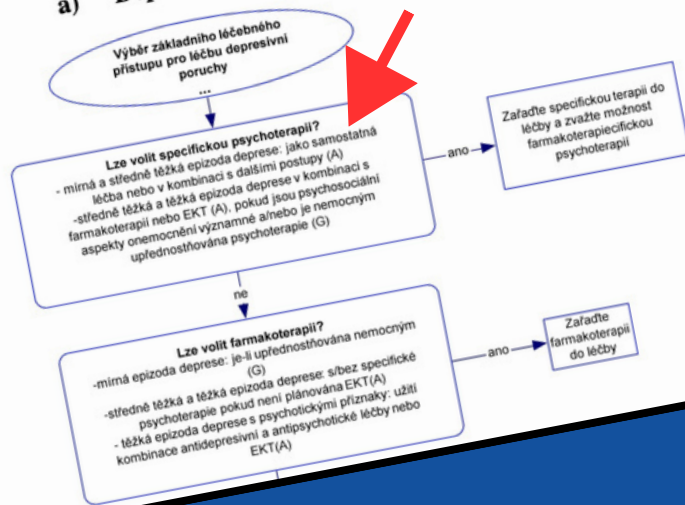 a)
Výběr základního léčebného
přístupu pro léčbu depresivní
poruchy
...
Lze volit specifickou psychoterapii?
- mírná a středně těžká epizoda deprese: jako samostatná
léčba nebo v kombinaci s dalšími postupy (A)
-středně těžká a těžká epizoda deprese v kombinaci s
farmakoterapií nebo EKT (A), pokud jsou psychosociální
aspekty onemocnění významné a/nebo je nemocným
upřednostňována psychoterapie (G)
ano
Zařaďte specifickou terapii do
léčby a zvažte možnost
farmakoterapiecifickou
psychoterapii
ne
Lze volit farmakoterapii?
-mírná epizoda deprese: je-li upřednostňována nemocným
(G)
-středně těžká a těžká epizoda deprese: s/bez specifické
psychoterapie pokud není plánována EKT(A)
- těžká epizoda deprese s psychotickými příznaky: užití
kombinace antidepresivní a antipsychotické léčby nebo
EKT(A)
ano
Zařaďte
farmakoterapii
do léčby